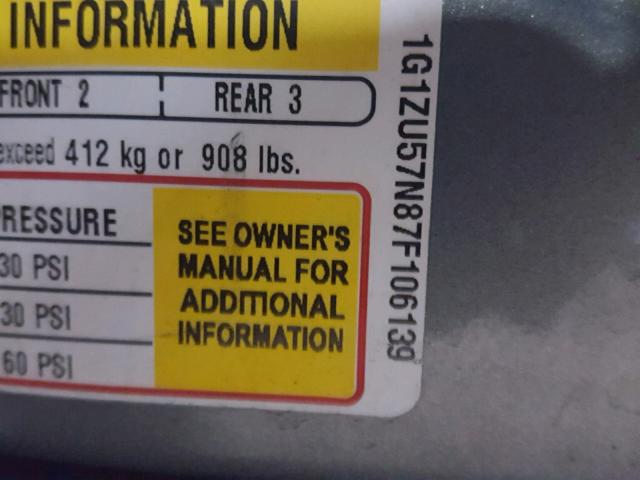 INFORMATION
FRONT 2 REAR 3
exceed 412 kg or 908 lbs.
PRESSURE
30 PSI
30 PSI
60 PSI
SEE OWNER'S
MANUAL FOR
ADDITIONAL
INFORMATION
1G1ZU57N87F106139